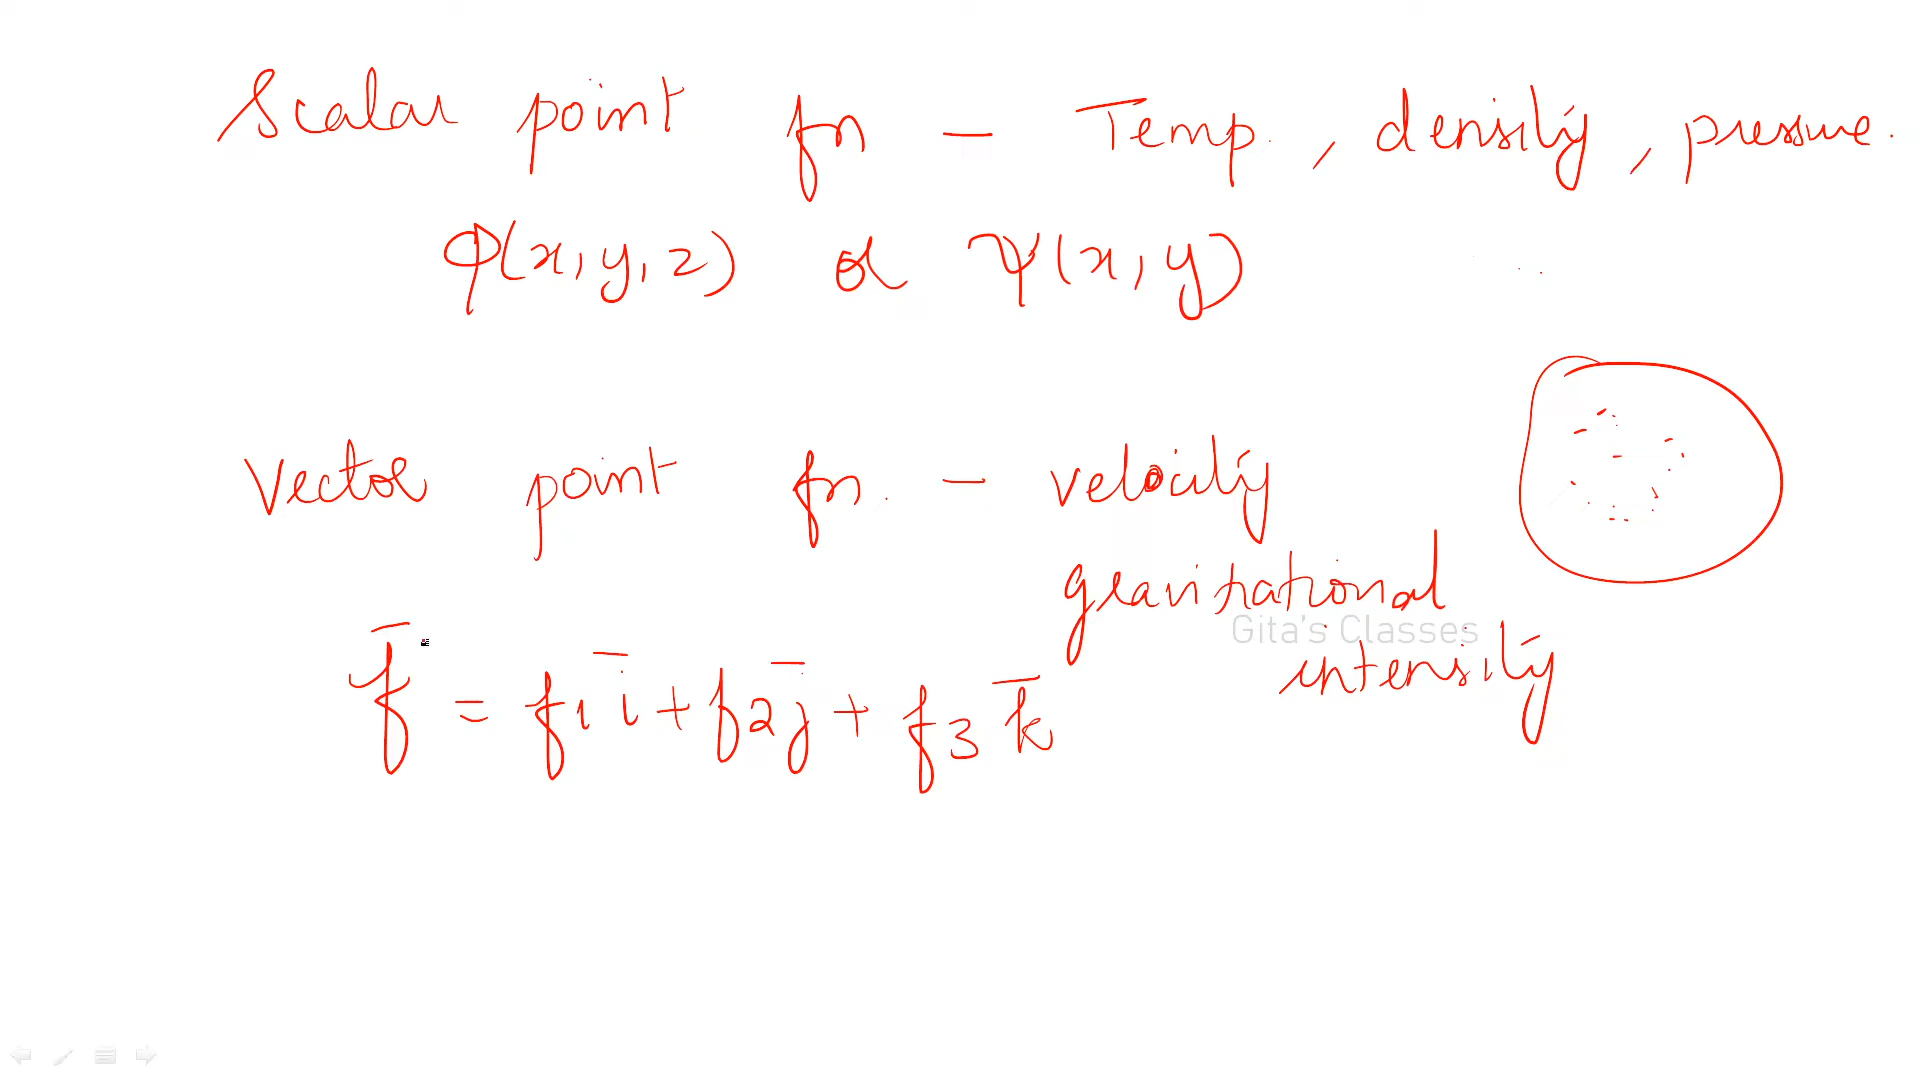 Scalar point fn - Temp., density, pressure.
φ(x, y, z) or ψ(x, y)
Vector point fn. - velocity
gravitational
Gita's Classes
intensity
f̄ = f1 ī + f2 j̄ + f3 k̄